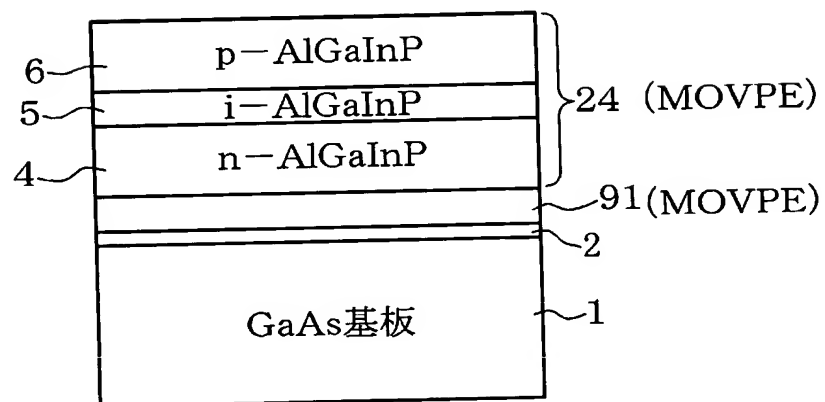 6 p-AlGaInP
5 i-AlGaInP 24 (MOVPE)
4 n-AlGaInP
91(MOVPE)
2
GaAs基板 1